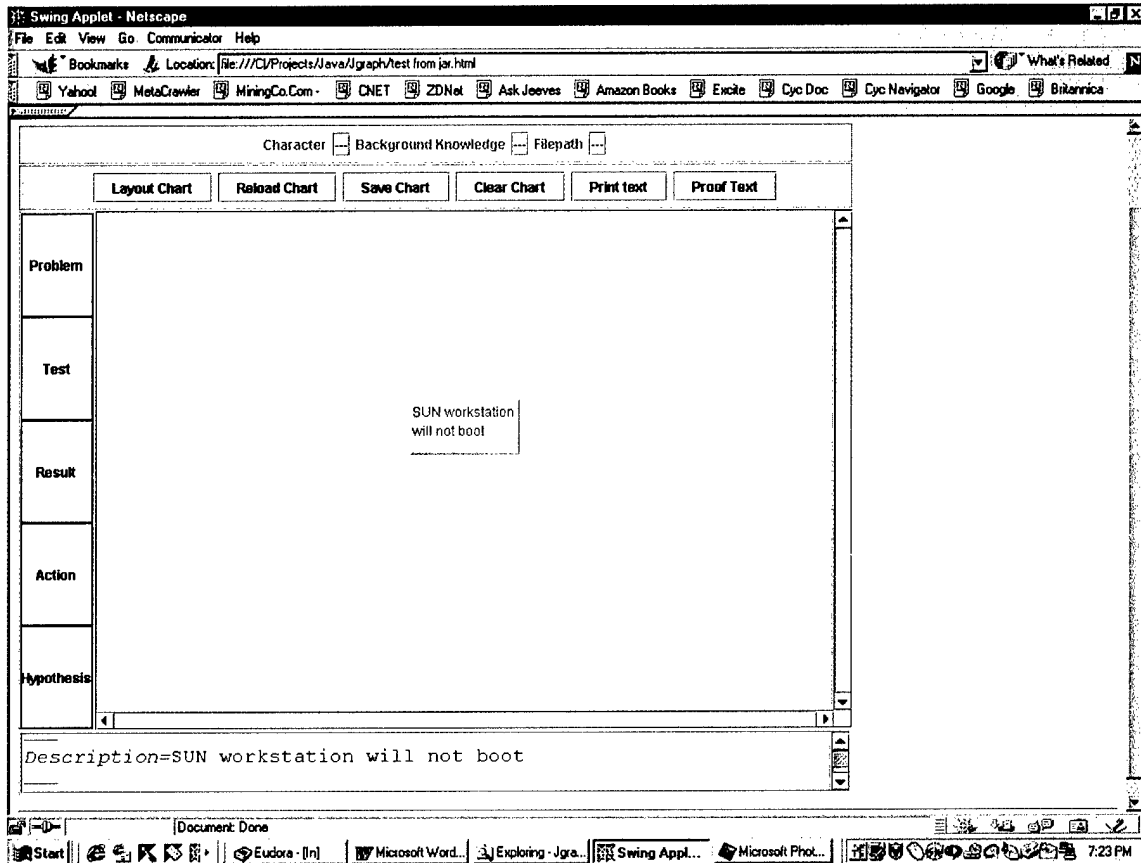 Swing Applet - Netscape
File Edit View Go Communicator Help
Bookmarks Location: file:///C|/Projects/Java/Jgraph/test from jar.html What's Related N
Yahoo! MetaCrawler MiningCo.Com - CNET ZDNet Ask Jeeves Amazon Books Excite Cyc Doc Cyc Navigator Google Britannica
Character --- Background Knowledge --- Filepath ---
Layout Chart Reload Chart Save Chart Clear Chart Print text Proof Text
Problem
Test
SUN workstation
will not boot
Result
Action
Hypothesis
Description=SUN workstation will not boot
Document: Done
Start Eudora - [In] Microsoft Word... Exploring - Jgra... Swing Appl... Microsoft Phot... 7:23 PM